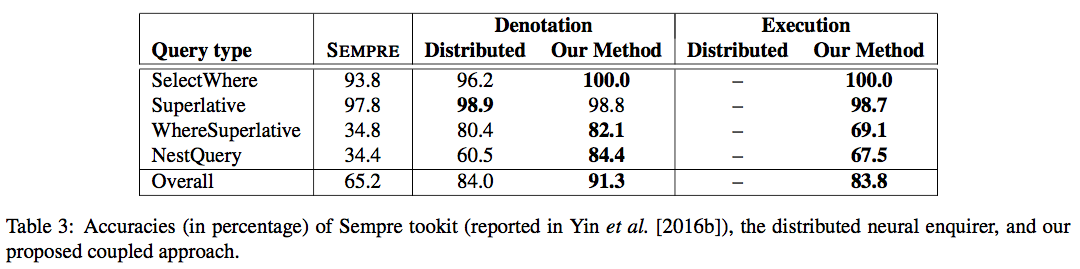 Denotation Execution
Query type SEMPRE Distributed Our Method Distributed Our Method
SelectWhere 93.8 96.2 100.0 – 100.0
Superlative 97.8 98.9 98.8 – 98.7
WhereSuperlative 34.8 80.4 82.1 – 69.1
NestQuery 34.4 60.5 84.4 – 67.5
Overall 65.2 84.0 91.3 – 83.8
Table 3: Accuracies (in percentage) of Sempre tookit (reported in Yin et al. [2016b]), the distributed neural enquirer, and our
proposed coupled approach.